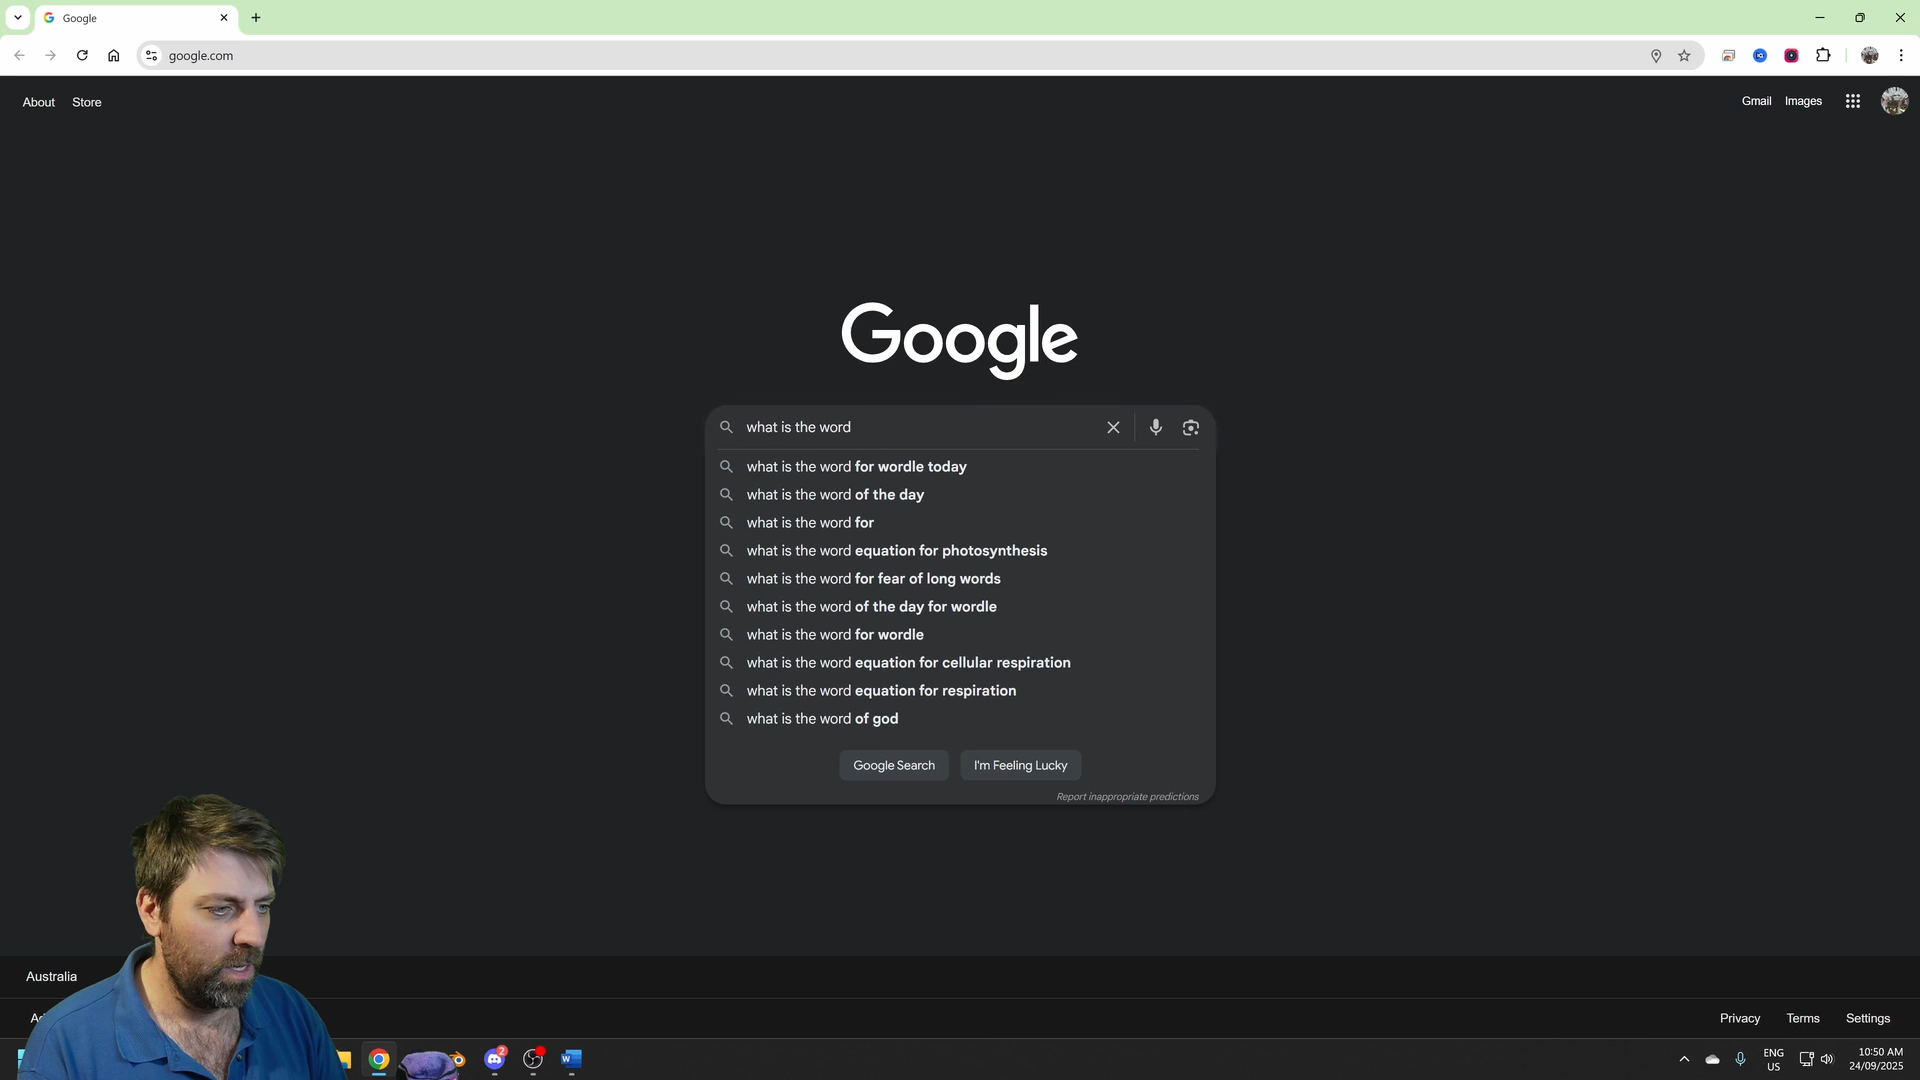 Google
google.com
About Store
Gmail Images
Google
what is the word
what is the word for wordle today
what is the word of the day
what is the word for
what is the word equation for photosynthesis
what is the word for fear of long words
what is the word of the day for wordle
what is the word for wordle
what is the word equation for cellular respiration
what is the word equation for respiration
what is the word of god
Google Search I'm Feeling Lucky
Report inappropriate predictions
Australia
Privacy Terms Settings
2
W
ENG
US
10:50 AM
24/09/2025